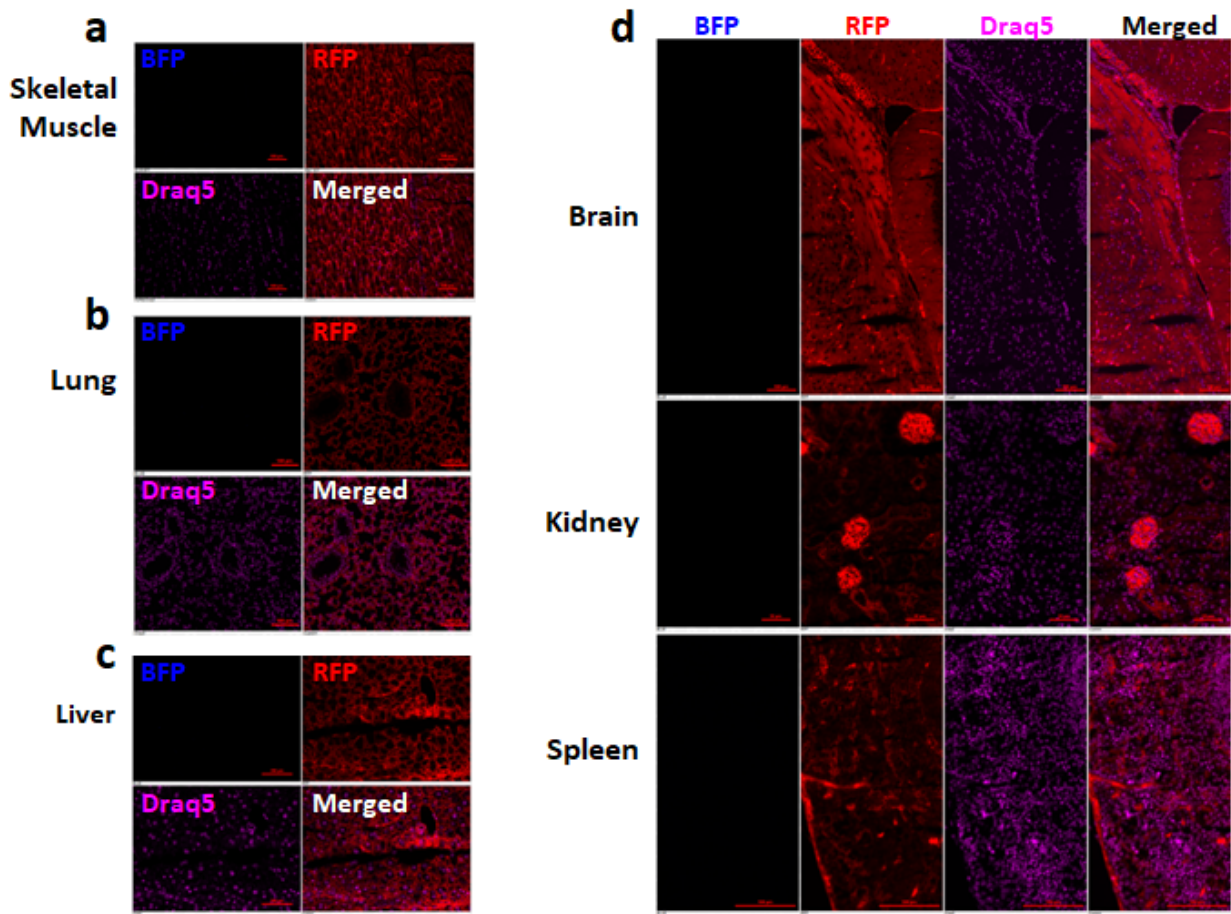 a
Skeletal
Muscle
BFP
RFP
Draq5
Merged
b
Lung
BFP
RFP
Draq5
Merged
c
Liver
BFP
RFP
Draq5
Merged
d
BFP
RFP
Draq5
Merged
Brain
Kidney
Spleen